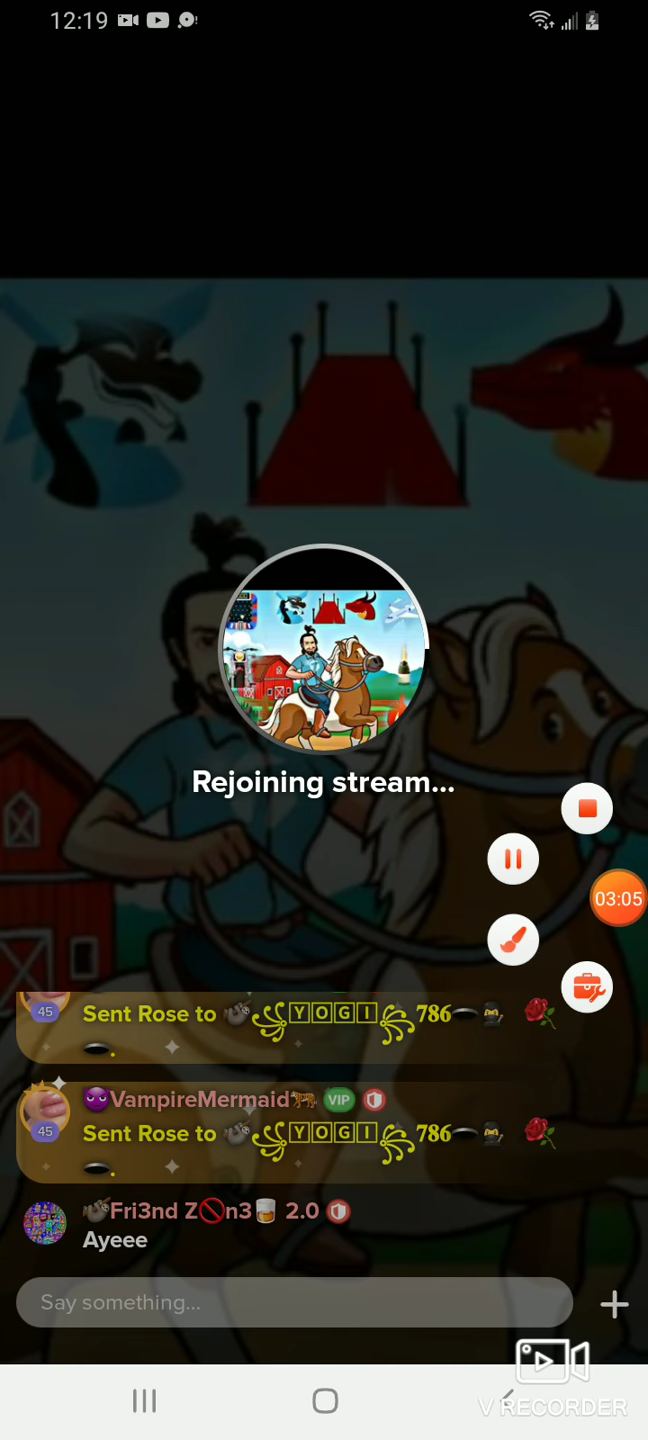 12:19
Rejoining stream...
03:05
45
Sent Rose to 🦥꧁🅈🄾🄶🄸꧂786🕳️🥷 🌹
🕳️.
😈VampireMermaid🐅 VIP
45
Sent Rose to 🦥꧁🅈🄾🄶🄸꧂786🕳️🥷 🌹
🕳️.
🦥Fri3nd Z🚫n3🥃 2.0
Ayeee
Say something...
V RECORDER